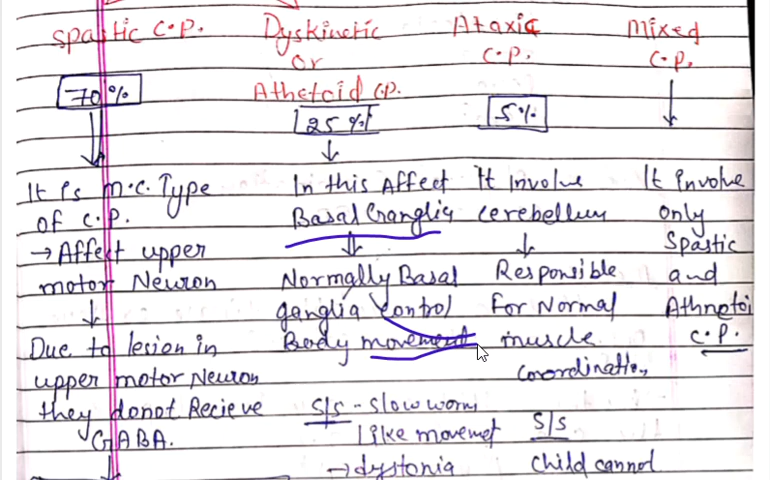 Spastic C.P.
70%
It is m.c. Type
of C.P.
→ Affect upper
motor Neuron
Due to lesion in
upper motor Neuron
they donot Recieve
GABA.
Dyskinetic
or
Athetoid C.P.
25%
In this Affect
Basal Ganglia
Normally Basal
ganglia control
Body movement
S/S - Slow worm
like movemet
→ dystonia
Ataxic
C.P.
5%
It Involve
cerebellum
Responsible
For Normal
muscle
coordination
S/S
Child cannot
Mixed
C.P.
It involve
only
Spastic
and
Athnetoi
C.P.